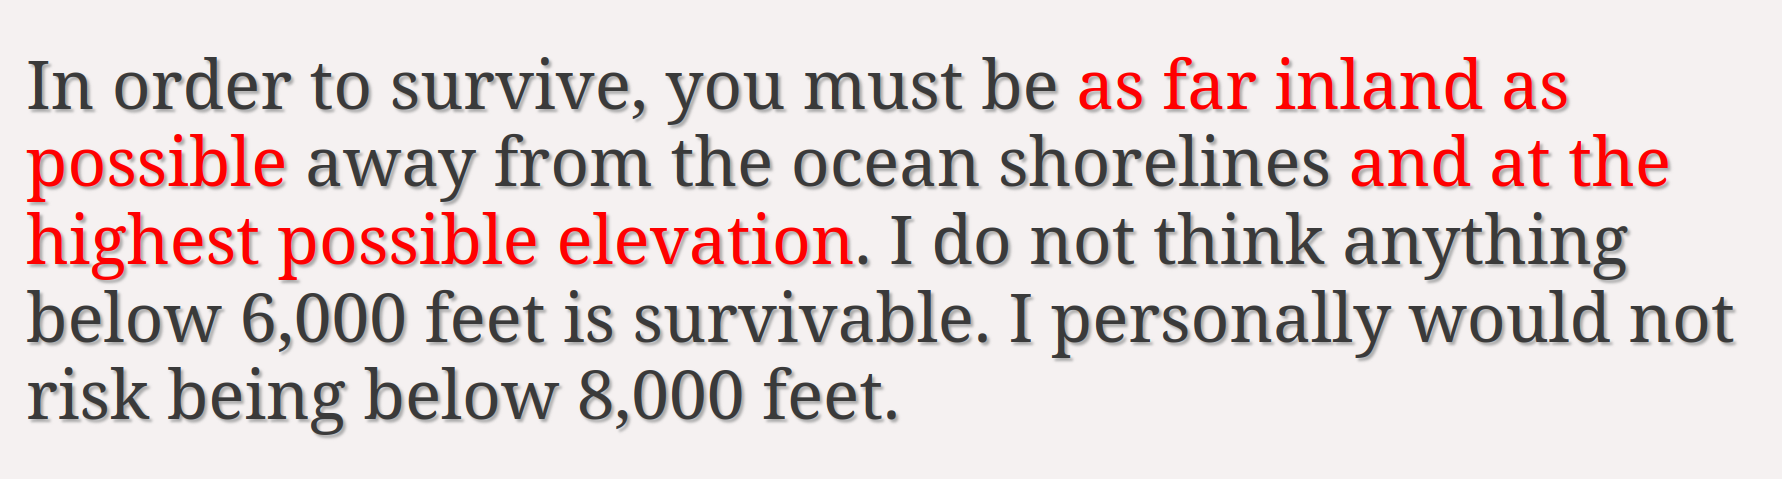 In order to survive, you must be as far inland as
possible away from the ocean shorelines and at the
highest possible elevation. I do not think anything
below 6,000 feet is survivable. I personally would not
risk being below 8,000 feet.